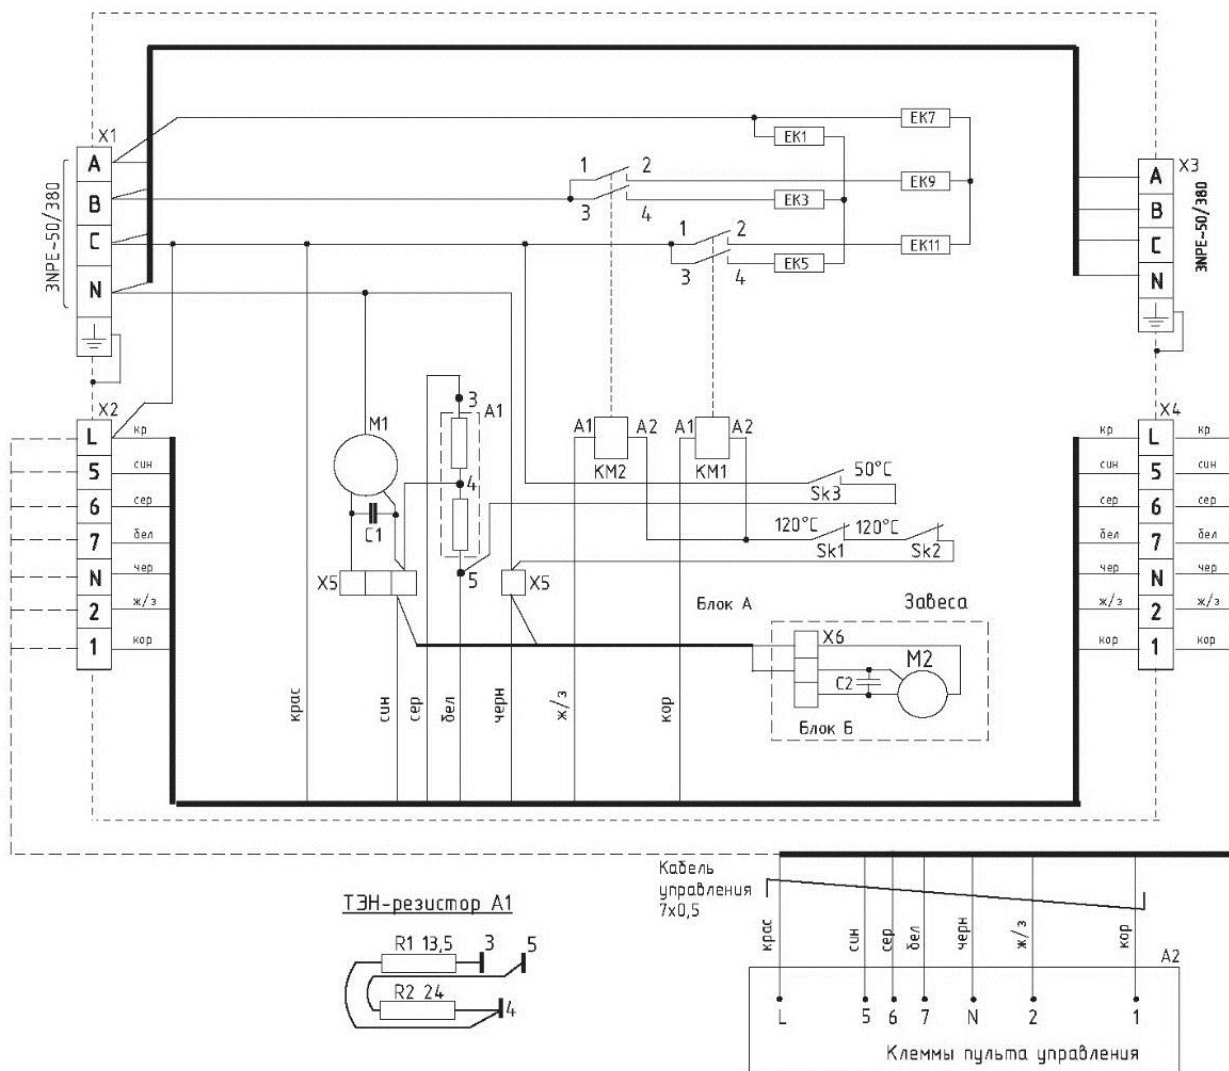 X1
A
B
C
N
3NPE~50/380
EK7
EK1
1 2
EK9
3 4
EK3
1 2
EK11
3 4
EK5
X3
A
B
C
N
3NPE~50/380
X2
L кр
5 син
6 сер
7 бел
N чер
2 ж/з
1 кор
M1
C1
X5
3
A1
4
5
X5
A1 A2
KM2
A1 A2
KM1
50°C
Sk3
120°C 120°C
Sk1 Sk2
Блок А
Завеса
X6
M2
C2
Блок Б
X4
кр L кр
син 5 син
сер 6 сер
бел 7 бел
чер N чер
ж/з 2 ж/з
кор 1 кор
крас
син
сер
бел
черн
ж/з
кор
ТЭН-резистор А1
R1 13,5
3
5
R2 24
4
Кабель
управления
7х0,5
крас
син
сер
бел
черн
ж/з
кор
A2
L 5 6 7 N 2 1
Клеммы пульта управления